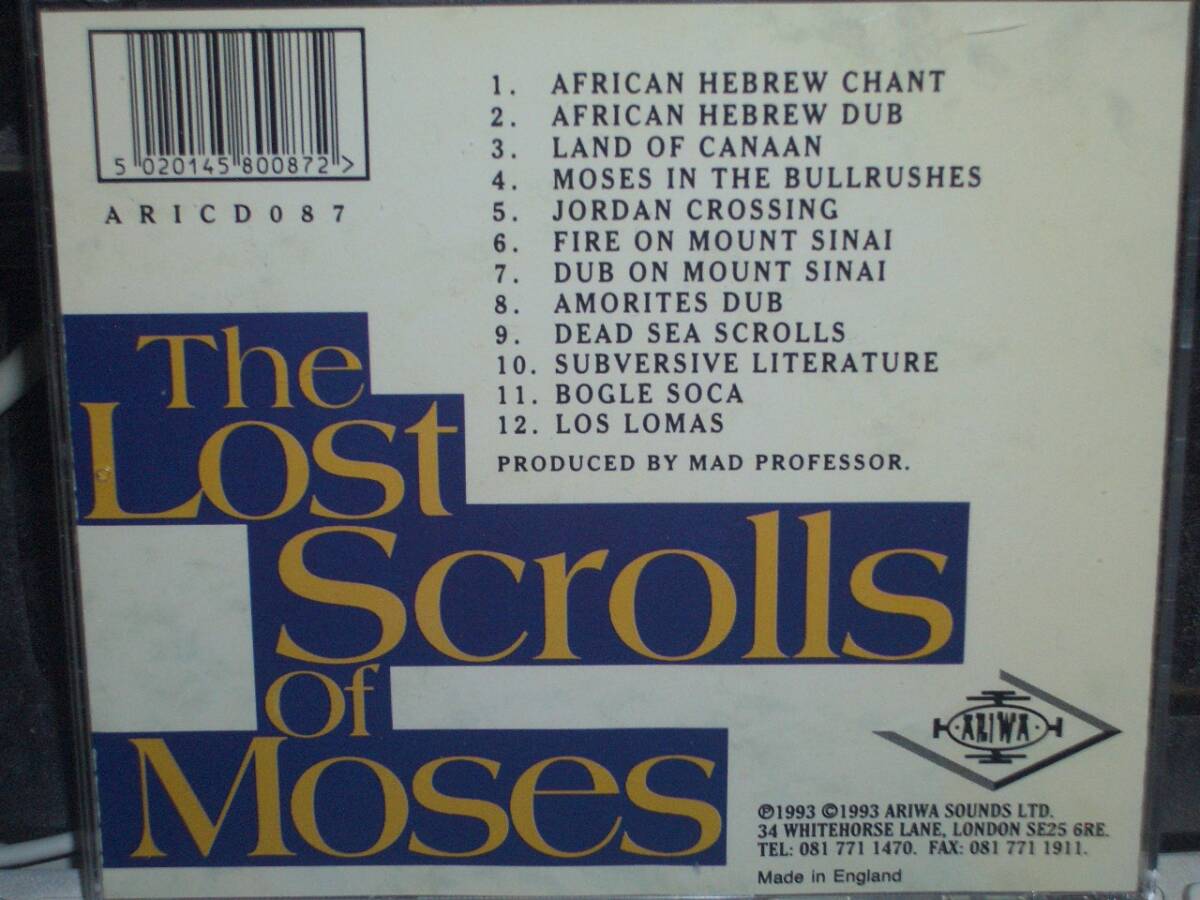 5 020145 800872 >
ARICD087
1. AFRICAN HEBREW CHANT
2. AFRICAN HEBREW DUB
3. LAND OF CANAAN
4. MOSES IN THE BULLRUSHES
5. JORDAN CROSSING
6. FIRE ON MOUNT SINAI
7. DUB ON MOUNT SINAI
8. AMORITES DUB
9. DEAD SEA SCROLLS
10. SUBVERSIVE LITERATURE
11. BOGLE SOCA
12. LOS LOMAS
PRODUCED BY MAD PROFESSOR.
The
Lost
Scrolls
of
Moses
ARIWA
℗1993 ©1993 ARIWA SOUNDS LTD.
34 WHITEHORSE LANE, LONDON SE25 6RE.
TEL: 081 771 1470. FAX: 081 771 1911.
Made in England